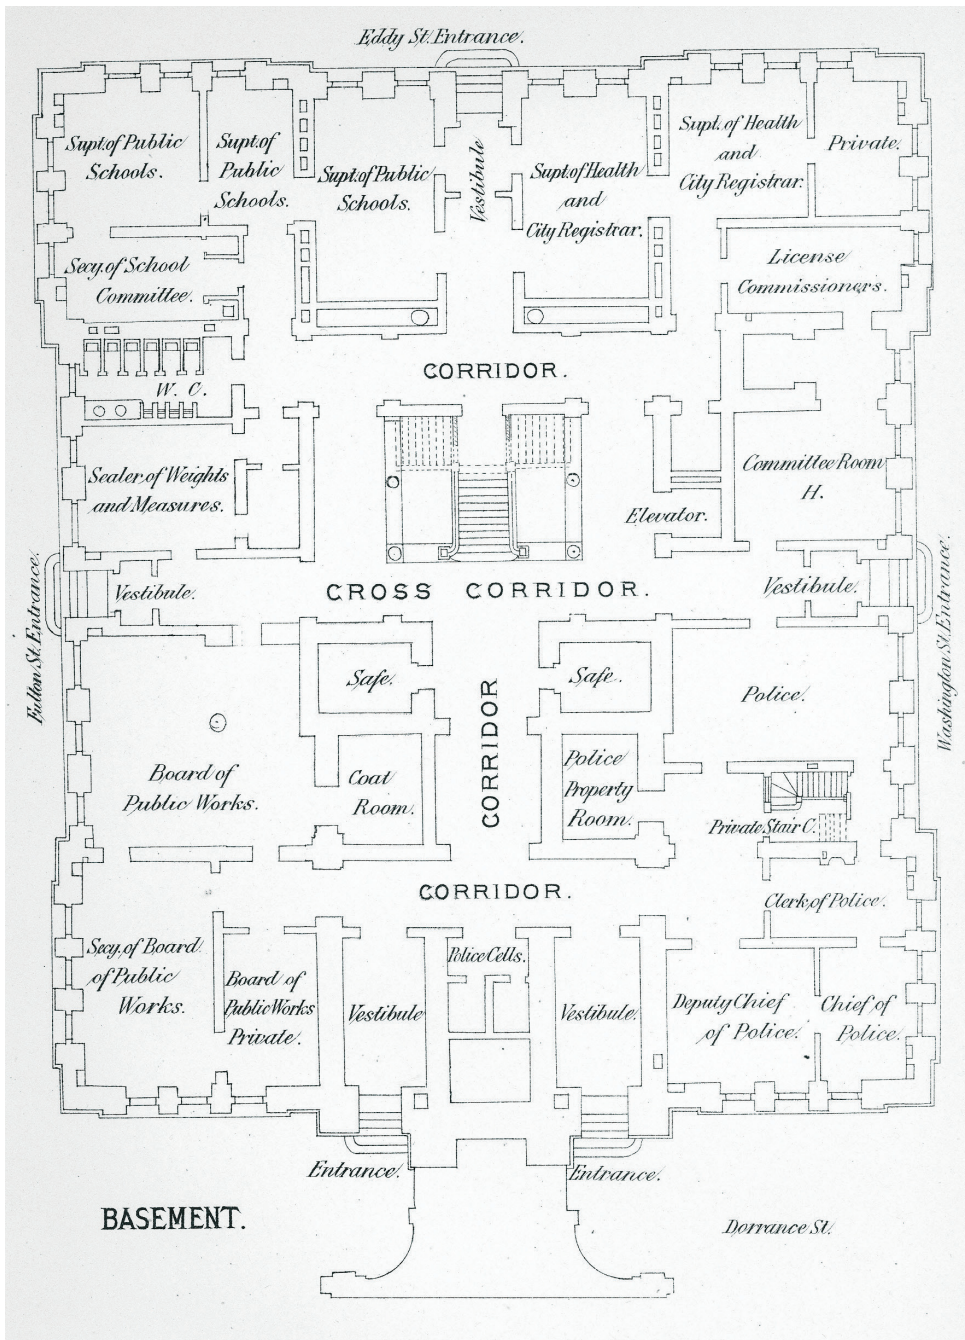 Eddy St. Entrance.
Supt. of Public
Schools.
Supt. of
Public
Schools.
Supt. of Public
Schools.
Vestibule
Supt. of Health
and
City Registrar.
Supt. of Health
and
City Registrar.
Private.
Secy. of School
Committee.
License
Commissioners.
W. C.
CORRIDOR.
Sealer of Weights
and Measures.
Elevator.
Committee Room
H.
Fulton St. Entrance.
Vestibule.
CROSS CORRIDOR.
Vestibule.
Washington St. Entrance.
Safe.
Safe.
CORRIDOR
Police.
Board of
Public Works.
Coat
Room.
Police
Property
Room.
Private Stair C.
CORRIDOR.
Clerk of Police.
Secy. of Board
of Public
Works.
Board of
Public Works
Private.
Vestibule
Police Cells.
Vestibule.
Deputy Chief
of Police.
Chief of
Police.
Entrance.
Entrance.
BASEMENT.
Dorrance St.